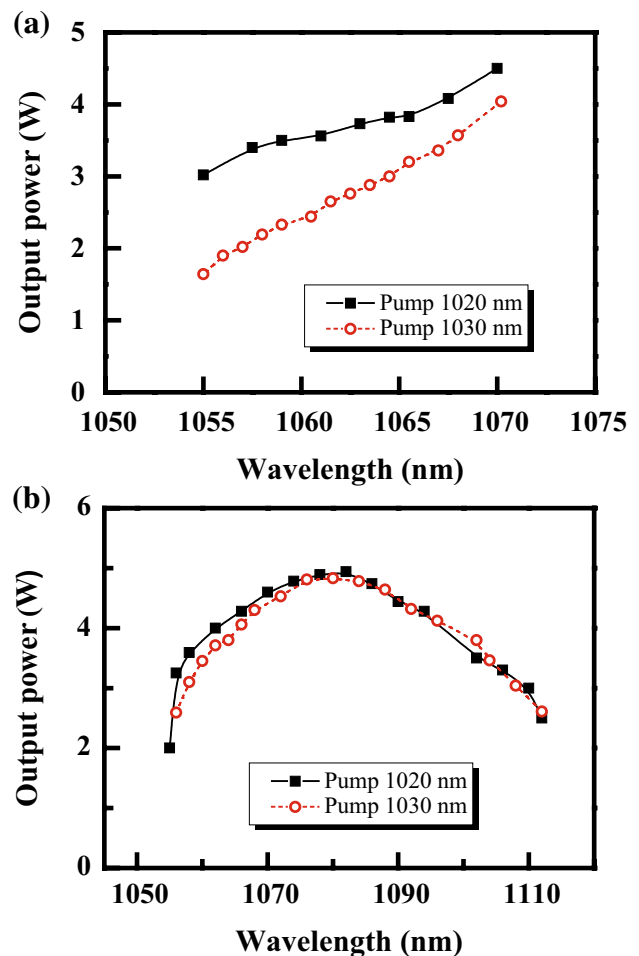 (a)
5
4
3
2
1
0
Output power (W)
Pump 1020 nm
Pump 1030 nm
1050 1055 1060 1065 1070 1075
Wavelength (nm)
(b)
6
4
2
0
Output power (W)
Pump 1020 nm
Pump 1030 nm
1050 1070 1090 1110
Wavelength (nm)